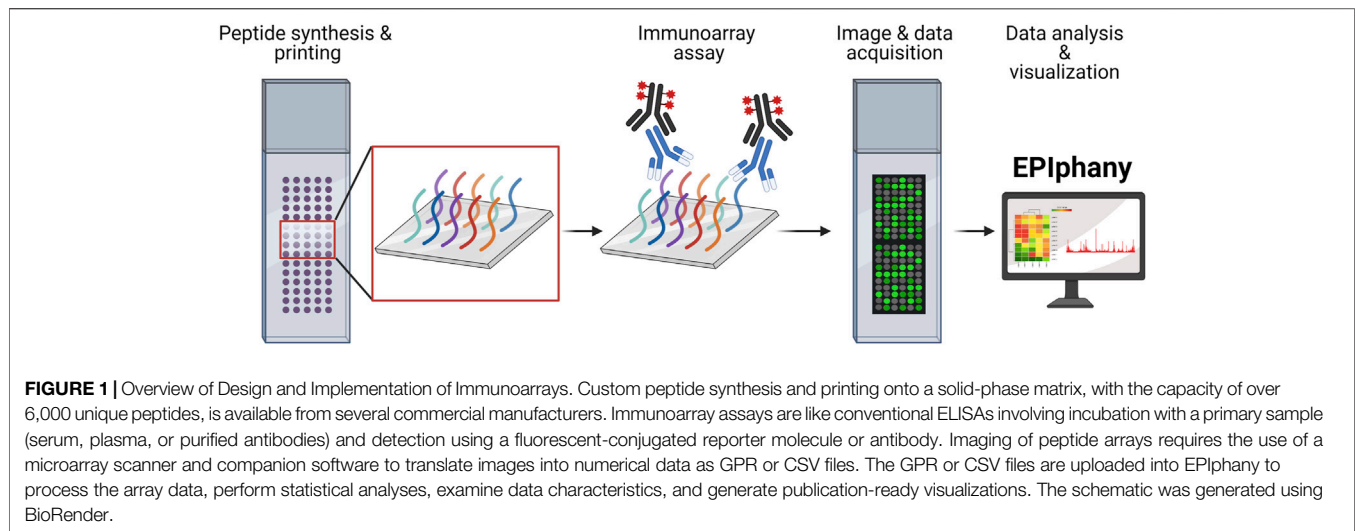 Peptide synthesis &
printing
Immunoarray
assay
Image & data
acquisition
Data analysis
&
visualization
EPIphany
FIGURE 1 | Overview of Design and Implementation of Immunoarrays. Custom peptide synthesis and printing onto a solid-phase matrix, with the capacity of over
6,000 unique peptides, is available from several commercial manufacturers. Immunoarray assays are like conventional ELISAs involving incubation with a primary sample
(serum, plasma, or purified antibodies) and detection using a fluorescent-conjugated reporter molecule or antibody. Imaging of peptide arrays requires the use of a
microarray scanner and companion software to translate images into numerical data as GPR or CSV files. The GPR or CSV files are uploaded into EPIphany to
process the array data, perform statistical analyses, examine data characteristics, and generate publication-ready visualizations. The schematic was generated using
BioRender.